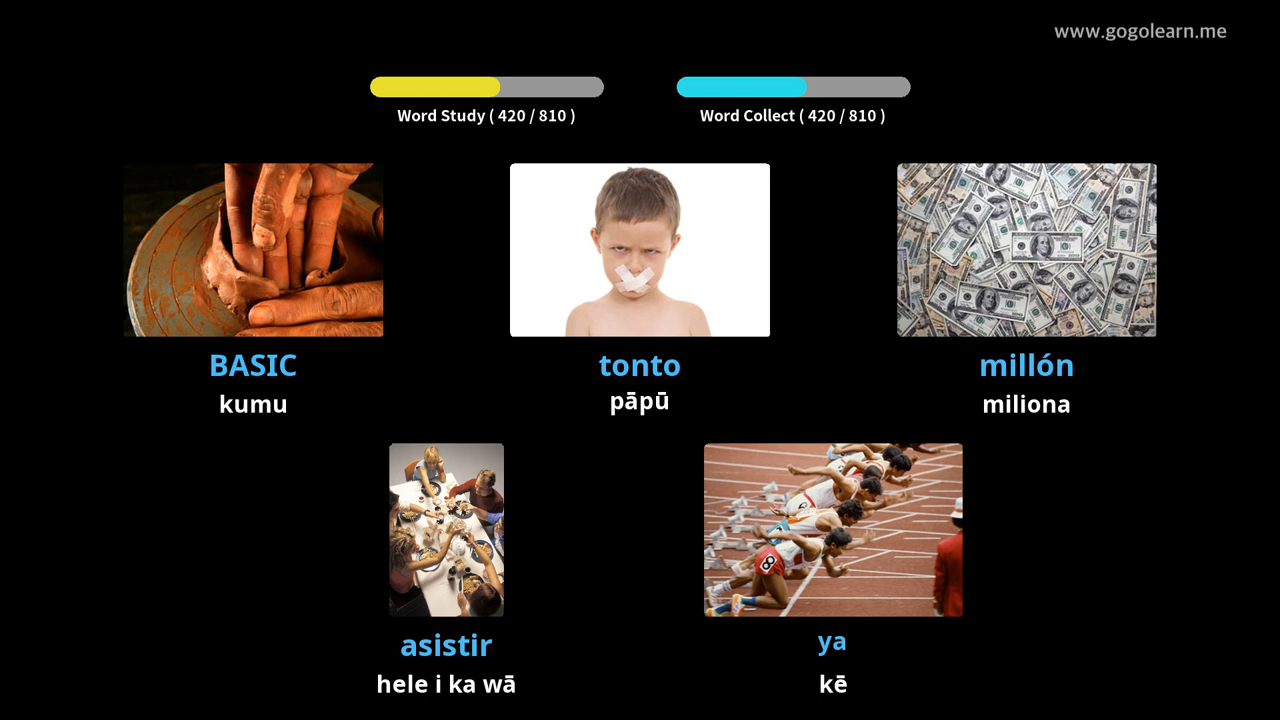 www.gogolearn.me
Word Study ( 420 / 810 )
Word Collect ( 420 / 810 )
BASIC
kumu
tonto
pāpū
millón
miliona
asistir
hele i ka wā
ya
kē